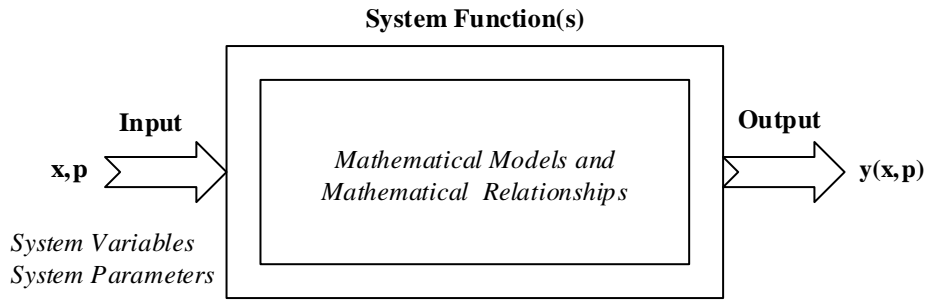 System Function(s)
Input
Output
x,p
Mathematical Models and
Mathematical Relationships
y(x,p)
System Variables
System Parameters